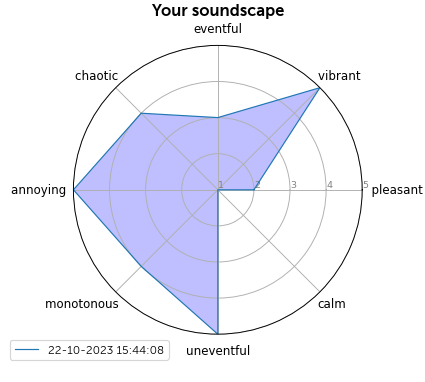 Your soundscape
eventful
chaotic
vibrant
annoying
1 2 3 4 5
pleasant
monotonous
calm
uneventful
22-10-2023 15:44:08